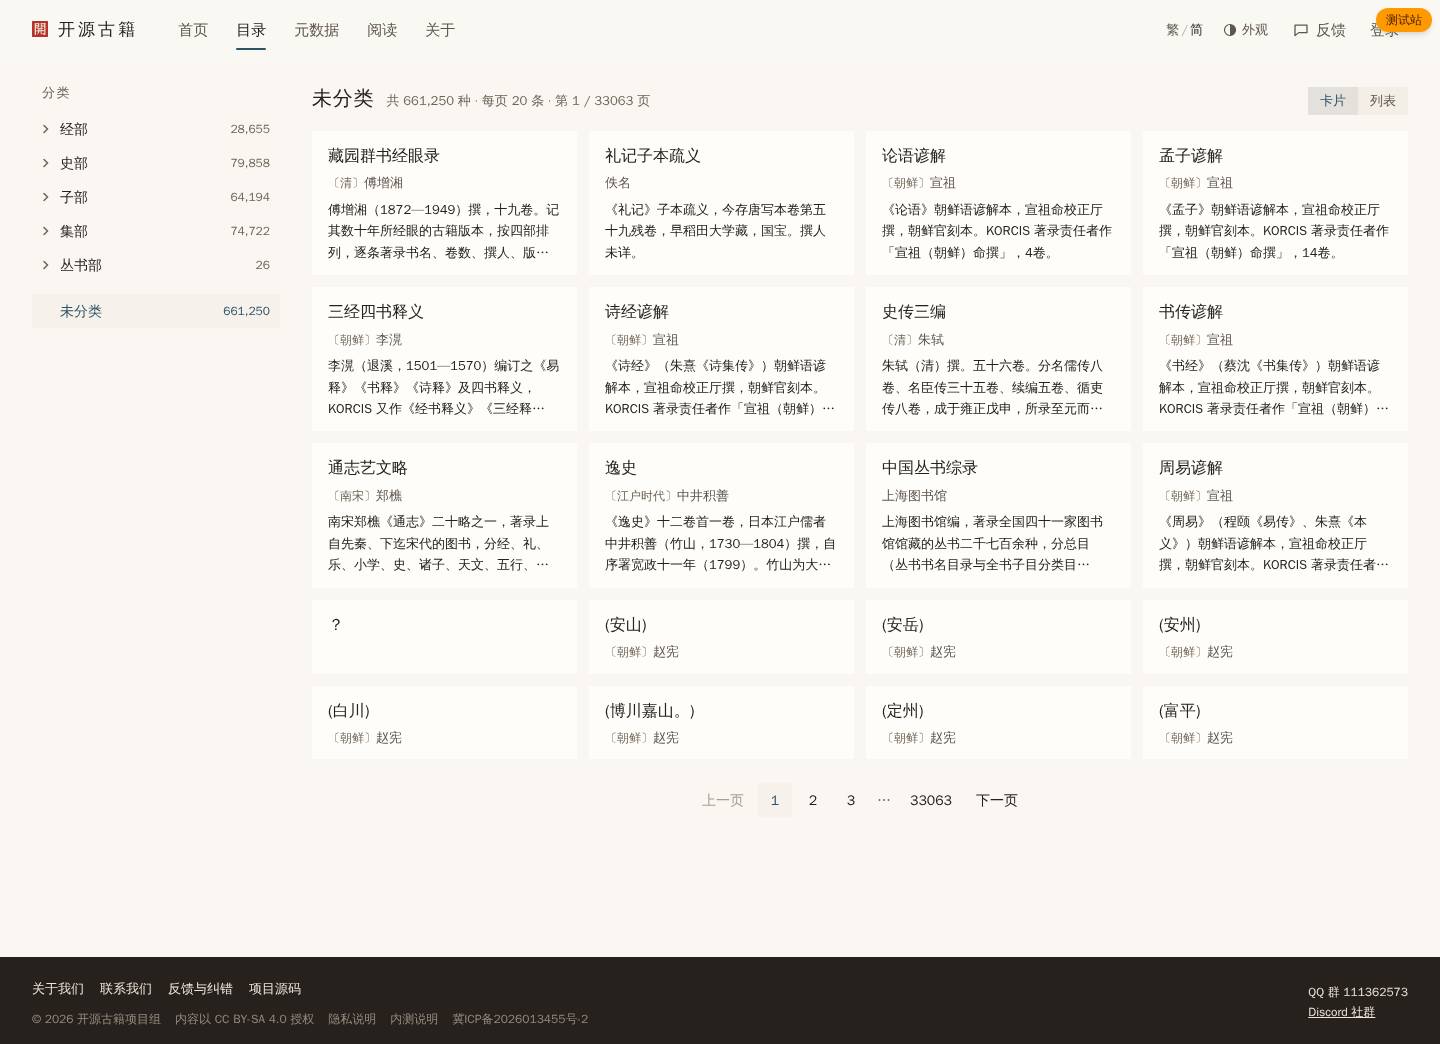 開 开源古籍 首页 目录 元数据 阅读 关于 繁 / 简 外观 反馈
测试站
分类
经部 28,655
史部 79,858
子部 64,194
集部 74,722
丛书部 26
未分类 661,250
未分类 共 661,250 种 · 每页 20 条 · 第 1 / 33063 页 卡片 列表
藏园群书经眼录
〔清〕傅增湘
傅增湘（1872—1949）撰，十九卷。记
其数十年所经眼的古籍版本，按四部排
列，逐条著录书名、卷数、撰人、版…
礼记子本疏义
佚名
《礼记》子本疏义，今存唐写本卷第五
十九残卷，早稻田大学藏，国宝。撰人
未详。
论语谚解
〔朝鲜〕宣祖
《论语》朝鲜语谚解本，宣祖命校正厅
撰，朝鲜官刻本。KORCIS 著录责任者作
「宣祖（朝鲜）命撰」，4卷。
孟子谚解
〔朝鲜〕宣祖
《孟子》朝鲜语谚解本，宣祖命校正厅
撰，朝鲜官刻本。KORCIS 著录责任者作
「宣祖（朝鲜）命撰」，14卷。
三经四书释义
〔朝鲜〕李滉
李滉（退溪，1501—1570）编订之《易
释》《书释》《诗释》及四书释义，
KORCIS 又作《经书释义》《三经释…
诗经谚解
〔朝鲜〕宣祖
《诗经》（朱熹《诗集传》）朝鲜语谚
解本，宣祖命校正厅撰，朝鲜官刻本。
KORCIS 著录责任者作「宣祖（朝鲜）…
史传三编
〔清〕朱轼
朱轼（清）撰。五十六卷。分名儒传八
卷、名臣传三十五卷、续编五卷、循吏
传八卷，成于雍正戊申，所录至元而…
书传谚解
〔朝鲜〕宣祖
《书经》（蔡沈《书集传》）朝鲜语谚
解本，宣祖命校正厅撰，朝鲜官刻本。
KORCIS 著录责任者作「宣祖（朝鲜）…
通志艺文略
〔南宋〕郑樵
南宋郑樵《通志》二十略之一，著录上
自先秦、下迄宋代的图书，分经、礼、
乐、小学、史、诸子、天文、五行、…
逸史
〔江户时代〕中井积善
《逸史》十二卷首一卷，日本江户儒者
中井积善（竹山，1730—1804）撰，自
序署宽政十一年（1799）。竹山为大…
中国丛书综录
上海图书馆
上海图书馆编，著录全国四十一家图书
馆馆藏的丛书二千七百余种，分总目
（丛书书名目录与全书子目分类目…
周易谚解
〔朝鲜〕宣祖
《周易》（程颐《易传》、朱熹《本
义》）朝鲜语谚解本，宣祖命校正厅
撰，朝鲜官刻本。KORCIS 著录责任者…
？
(安山)
〔朝鲜〕赵宪
(安岳)
〔朝鲜〕赵宪
(安州)
〔朝鲜〕赵宪
(白川)
〔朝鲜〕赵宪
(博川嘉山。)
〔朝鲜〕赵宪
(定州)
〔朝鲜〕赵宪
(富平)
〔朝鲜〕赵宪
上一页 1 2 3 … 33063 下一页
关于我们 联系我们 反馈与纠错 项目源码
© 2026 开源古籍项目组 内容以 CC BY-SA 4.0 授权 隐私说明 内测说明 冀ICP备2026013455号-2
QQ 群 111362573
Discord 社群